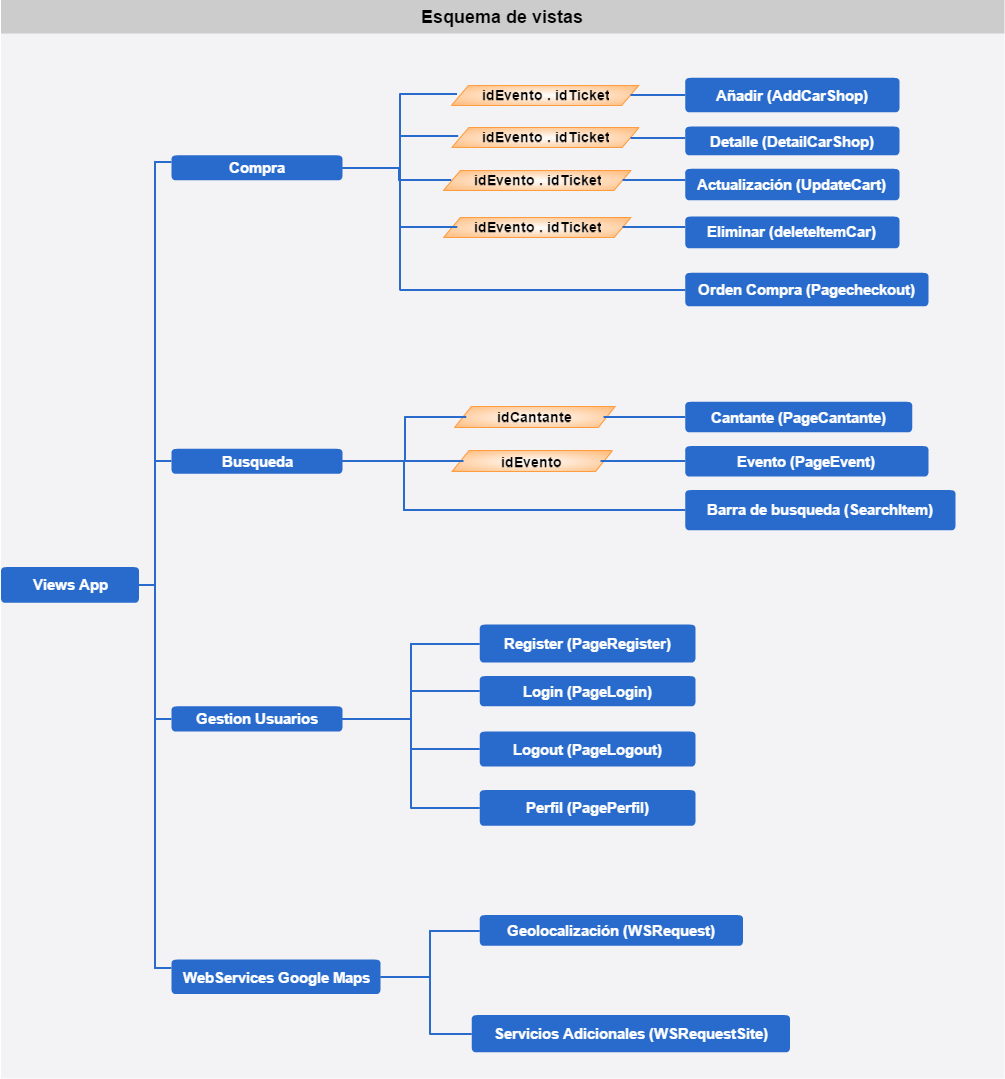 Esquema de vistas
idEvento . idTicket
Añadir (AddCarShop)
idEvento . idTicket
Detalle (DetailCarShop)
Compra
idEvento . idTicket
Actualización (UpdateCart)
idEvento . idTicket
Eliminar (deleteItemCar)
Orden Compra (Pagecheckout)
idCantante
Cantante (PageCantante)
Busqueda
idEvento
Evento (PageEvent)
Barra de busqueda (SearchItem)
Views App
Register (PageRegister)
Login (PageLogin)
Gestion Usuarios
Logout (PageLogout)
Perfil (PagePerfil)
Geolocalización (WSRequest)
WebServices Google Maps
Servicios Adicionales (WSRequestSite)